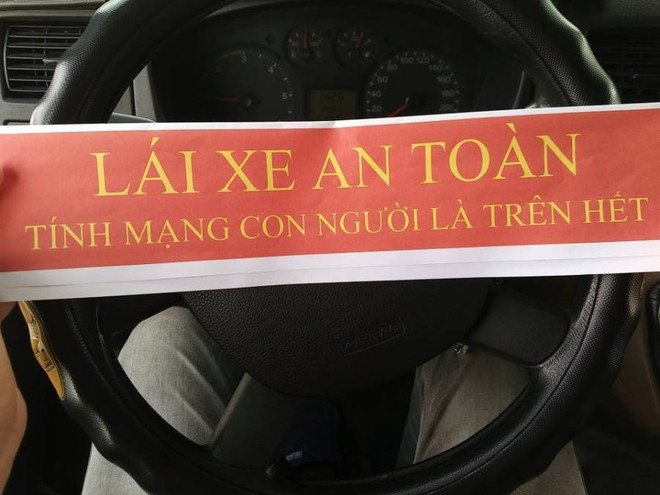 LÁI XE AN TOÀN
TÍNH MẠNG CON NGƯỜI LÀ TRÊN HẾT